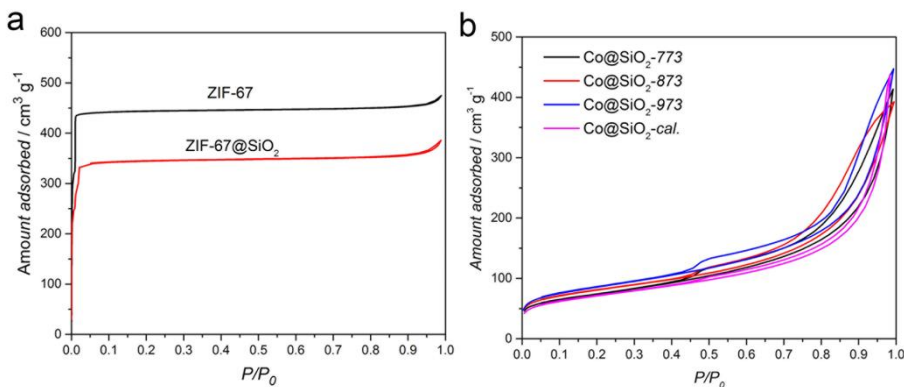 a
600
500
400
300
200
100
0
Amount adsorbed / cm³ g⁻¹
ZIF-67
ZIF-67@SiO₂
0.0 0.1 0.2 0.3 0.4 0.5 0.6 0.7 0.8 0.9 1.0
P/P₀
b
500
400
300
200
100
0
Amount adsorbed / cm³ g⁻¹
Co@SiO₂-773
Co@SiO₂-873
Co@SiO₂-973
Co@SiO₂-cal.
0.0 0.1 0.2 0.3 0.4 0.5 0.6 0.7 0.8 0.9 1.0
P/P₀